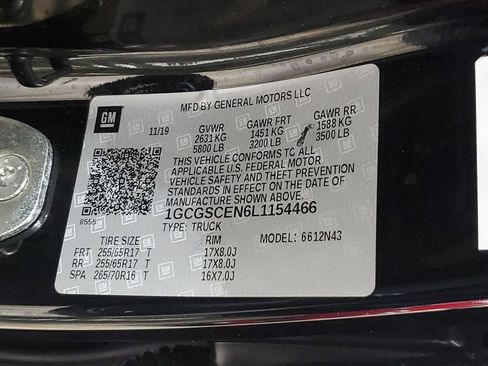 GM
MFD BY GENERAL MOTORS LLC
11/19 GVWR GAWR FRT GAWR RR
2631 KG 1451 KG 1588 KG
5800 LB 3200 LB 3500 LB
THIS VEHICLE CONFORMS TO ALL
APPLICABLE U.S. FEDERAL MOTOR
VEHICLE SAFETY AND THEFT PREVENTION
STANDARDS IN EFFECT ON THE DATE OF
MANUFACTURE SHOWN ABOVE.
1GCGSCEN6L1154466
TYPE: TRUCK
TIRE SIZE RIM MODEL: 6612N43
FRT 255/65R17 T 17X8.0J
RR 255/65R17 T 17X8.0J
SPA 265/70R16 T 16X7.0J